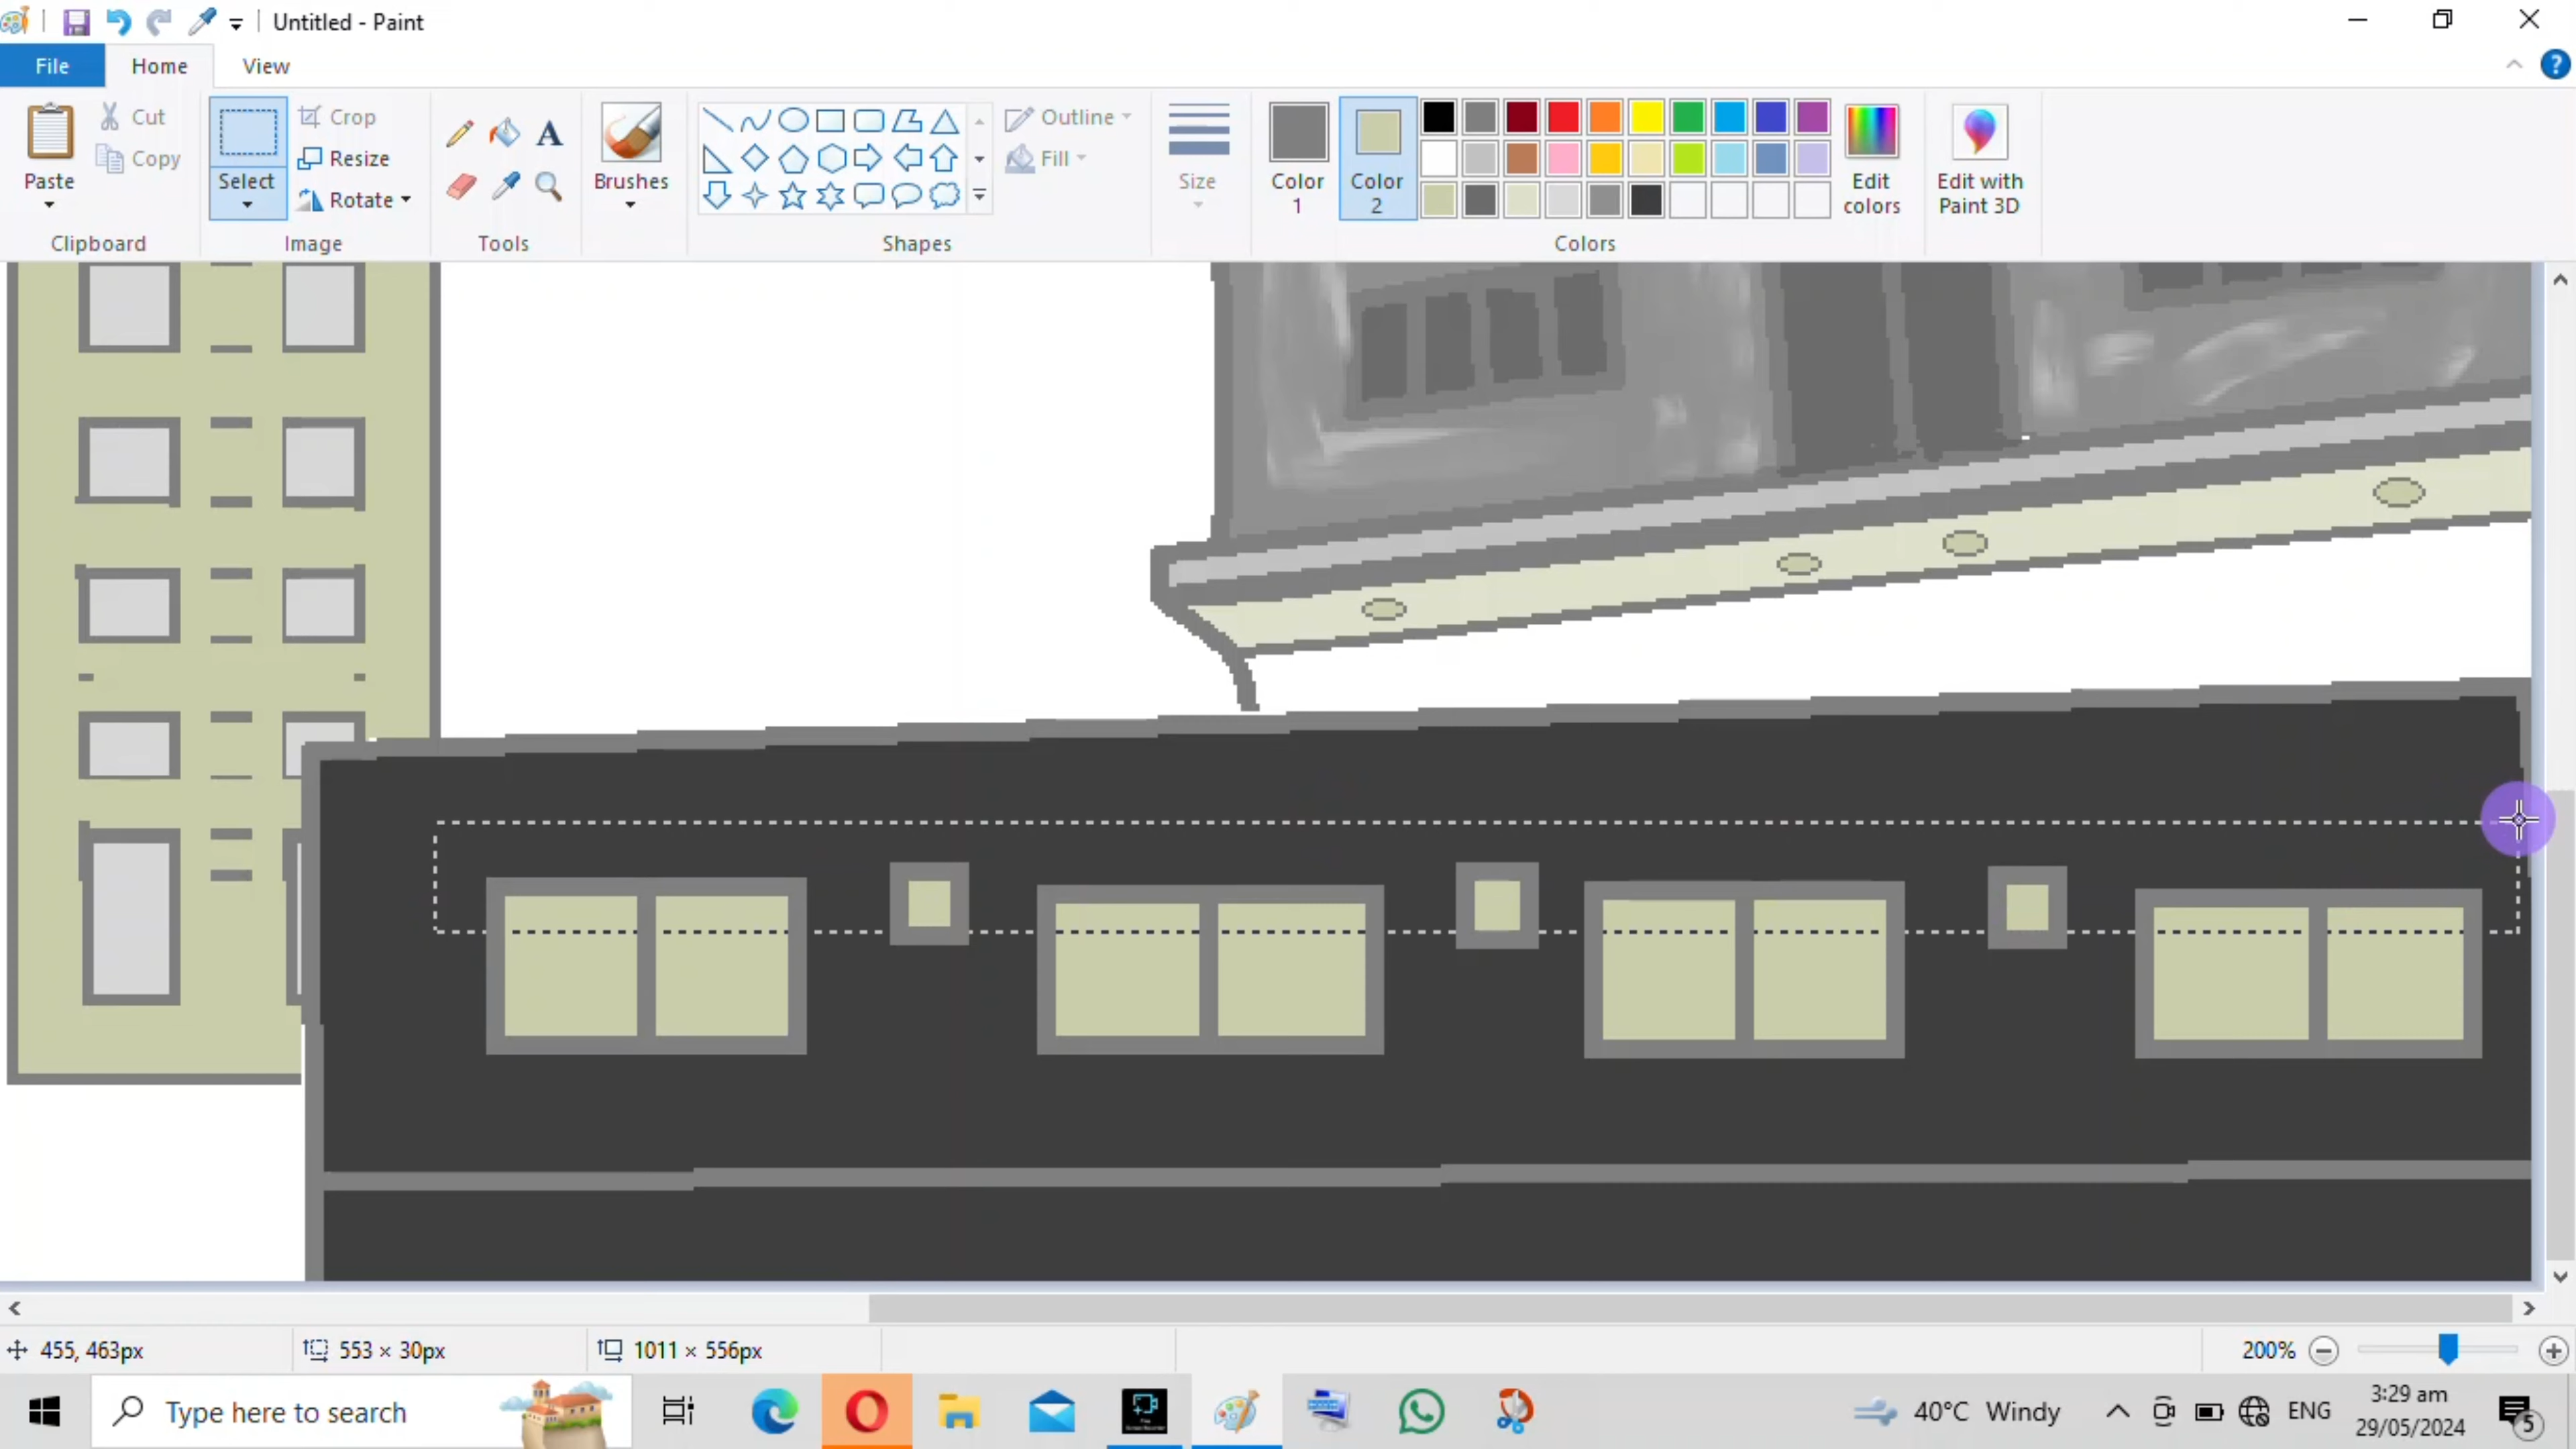 Untitled - Paint
File Home View
Cut
Copy
Paste
Clipboard
Select
Crop
Resize
Rotate
Image
A
Tools
Brushes
Shapes
Outline
Fill
Size
Color 1
Color 2
Edit colors
Colors
Edit with Paint 3D
455, 463px
553 × 30px
1011 × 556px
200%
Type here to search
40°C Windy
ENG
3:29 am
29/05/2024
5